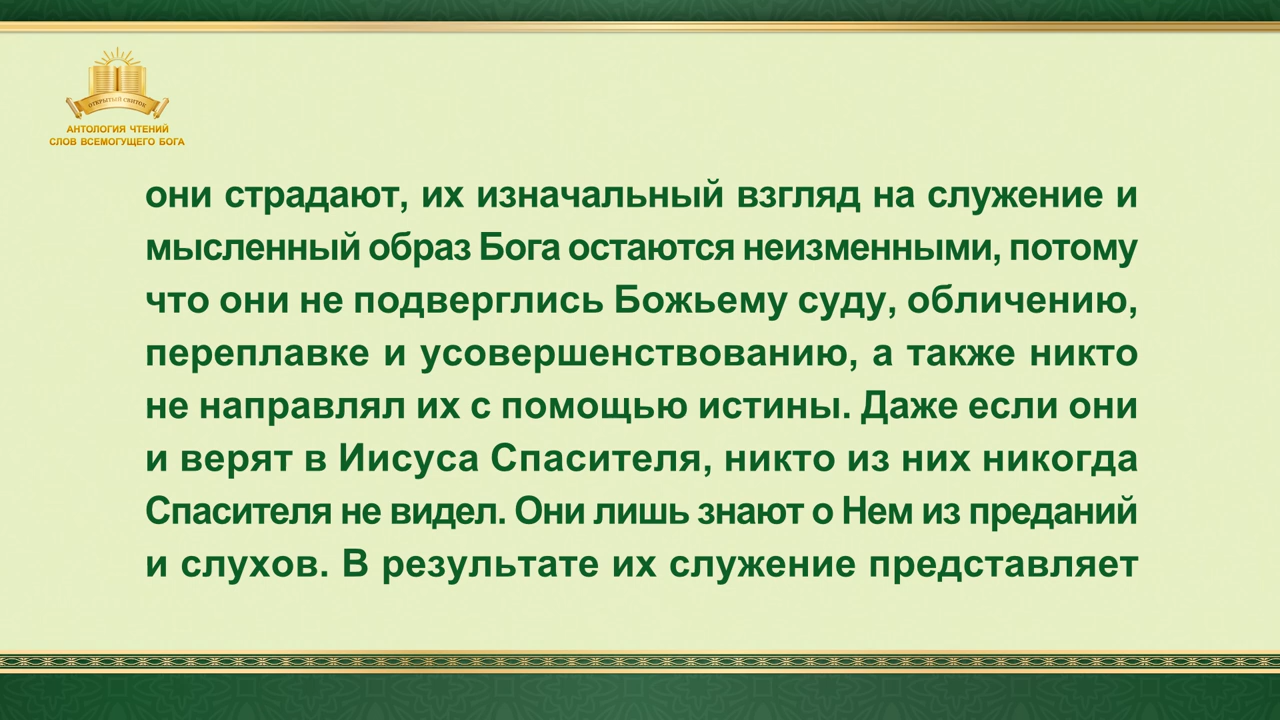 ОТКРЫТЫЙ СВИТОК
АНТОЛОГИЯ ЧТЕНИЙ
СЛОВ ВСЕМОГУЩЕГО БОГА
они страдают, их изначальный взгляд на служение и
мысленный образ Бога остаются неизменными, потому
что они не подверглись Божьему суду, обличению,
переплавке и усовершенствованию, а также никто
не направлял их с помощью истины. Даже если они
и верят в Иисуса Спасителя, никто из них никогда
Спасителя не видел. Они лишь знают о Нем из преданий
и слухов. В результате их служение представляет